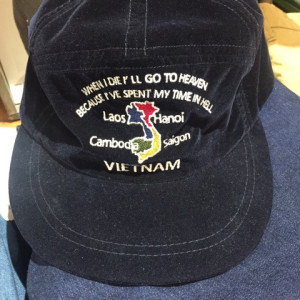 WHEN I DIE I'LL GO TO HEAVEN
BECAUSE I'VE SPENT MY TIME IN HELL
Laos Hanoi
Cambodia Saigon
VIETNAM